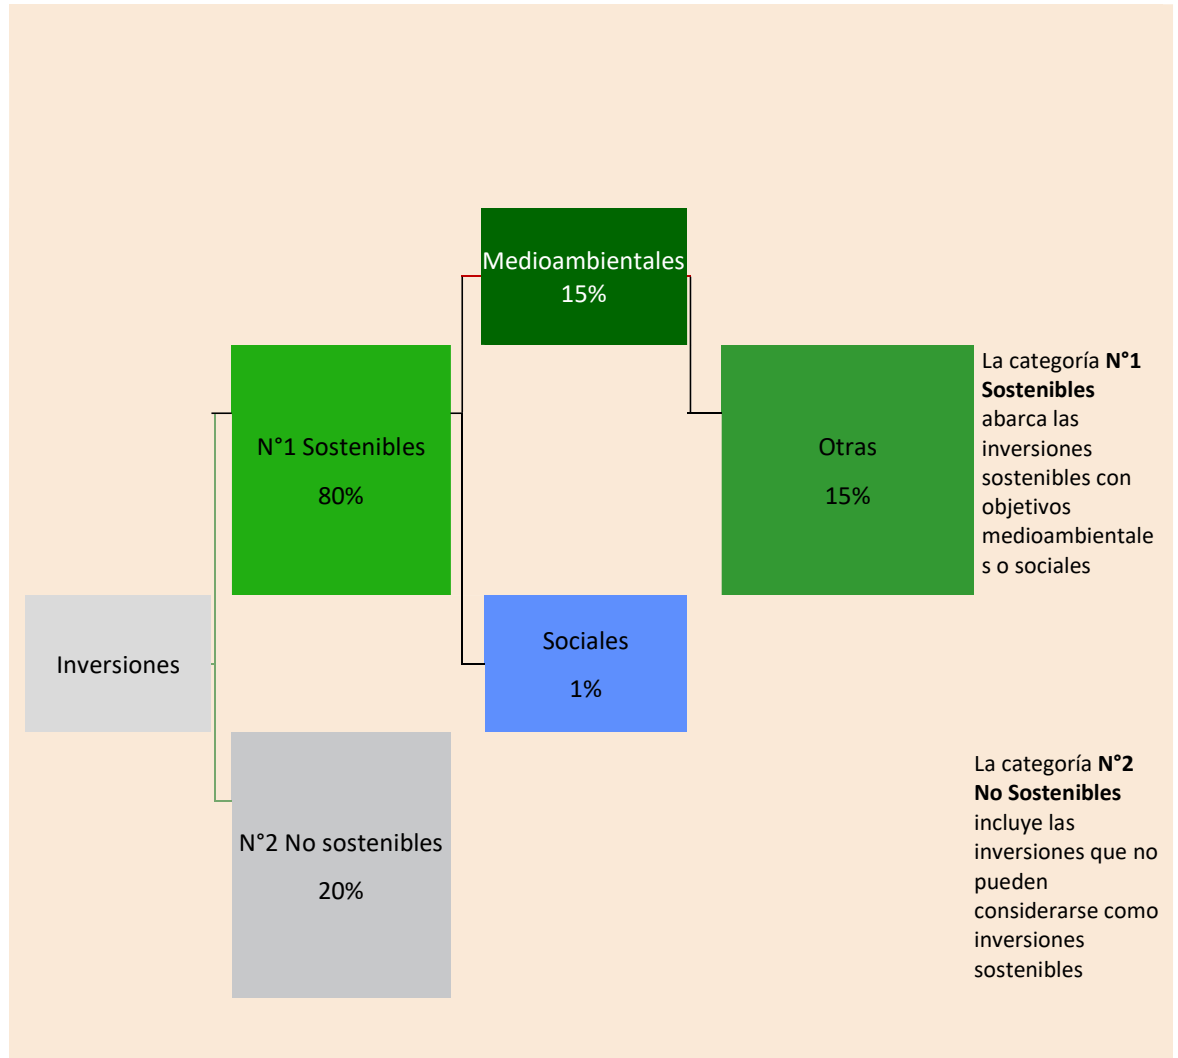 Medioambientales
15%
N°1 Sostenibles
80%
Otras
15%
La categoría N°1
Sostenibles
abarca las
inversiones
sostenibles con
objetivos
medioambientale
s o sociales
Inversiones
Sociales
1%
N°2 No sostenibles
20%
La categoría N°2
No Sostenibles
incluye las
inversiones que no
pueden
considerarse como
inversiones
sostenibles